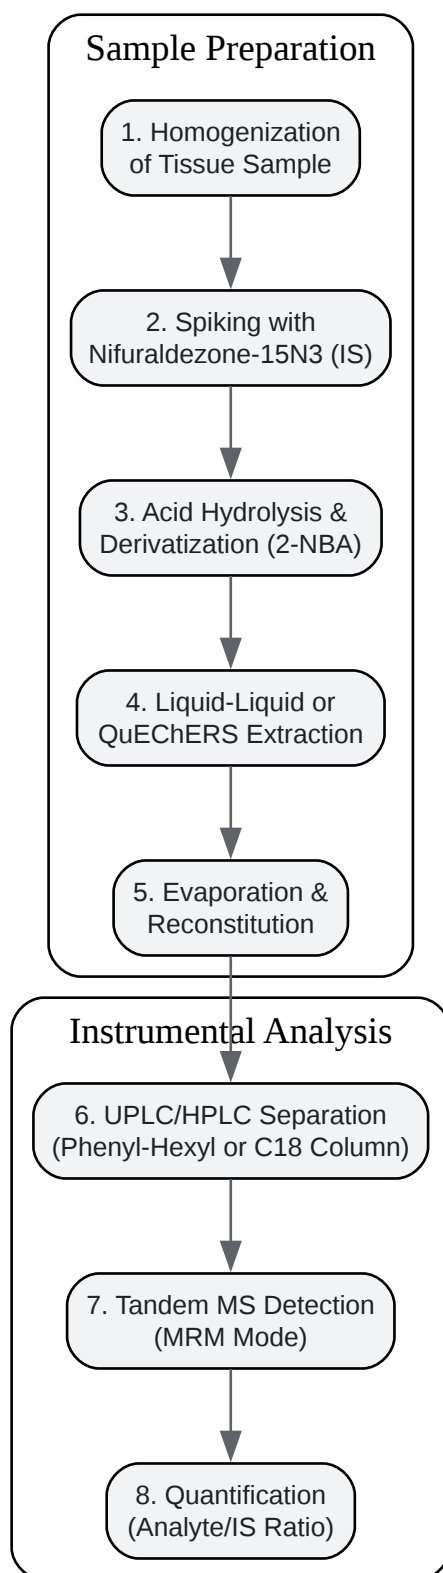 Sample Preparation
1. Homogenization
of Tissue Sample
2. Spiking with
Nifuraldezone-15N3 (IS)
3. Acid Hydrolysis &
Derivatization (2-NBA)
4. Liquid-Liquid or
QuEChERS Extraction
5. Evaporation &
Reconstitution
Instrumental Analysis
6. UPLC/HPLC Separation
(Phenyl-Hexyl or C18 Column)
7. Tandem MS Detection
(MRM Mode)
8. Quantification
(Analyte/IS Ratio)